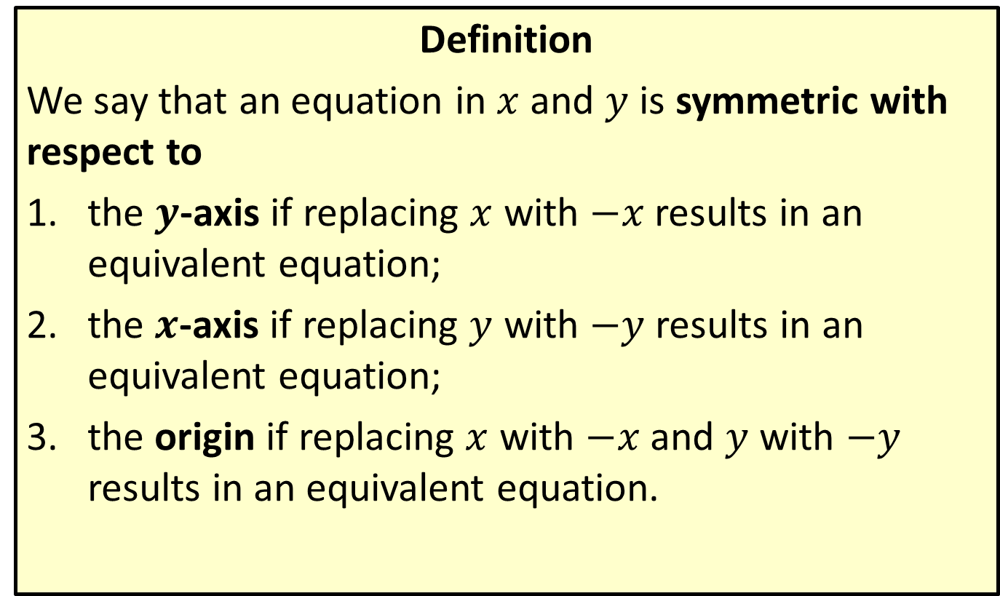 Definition
We say that an equation in x and y is symmetric with
respect to
1. the y-axis if replacing x with −x results in an
equivalent equation;
2. the x-axis if replacing y with −y results in an
equivalent equation;
3. the origin if replacing x with −x and y with −y
results in an equivalent equation.